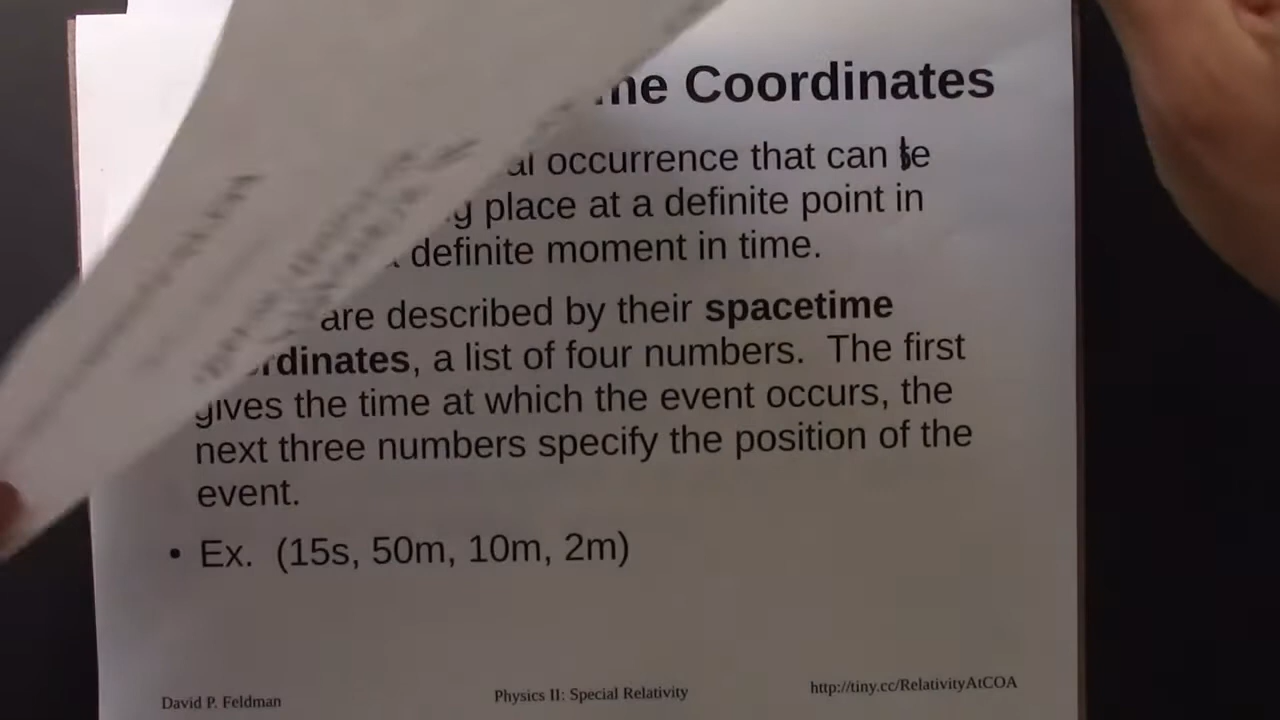 Coordinates
occurrence that can be
place at a definite point in
definite moment in time.
are described by their spacetime
a list of four numbers. The first
gives the time at which the event occurs, the
next three numbers specify the position of the
event.
• Ex. (15s, 50m, 10m, 2m)
David P. Feldman
Physics II: Special Relativity
http://tiny.cc/RelativityAtCOA